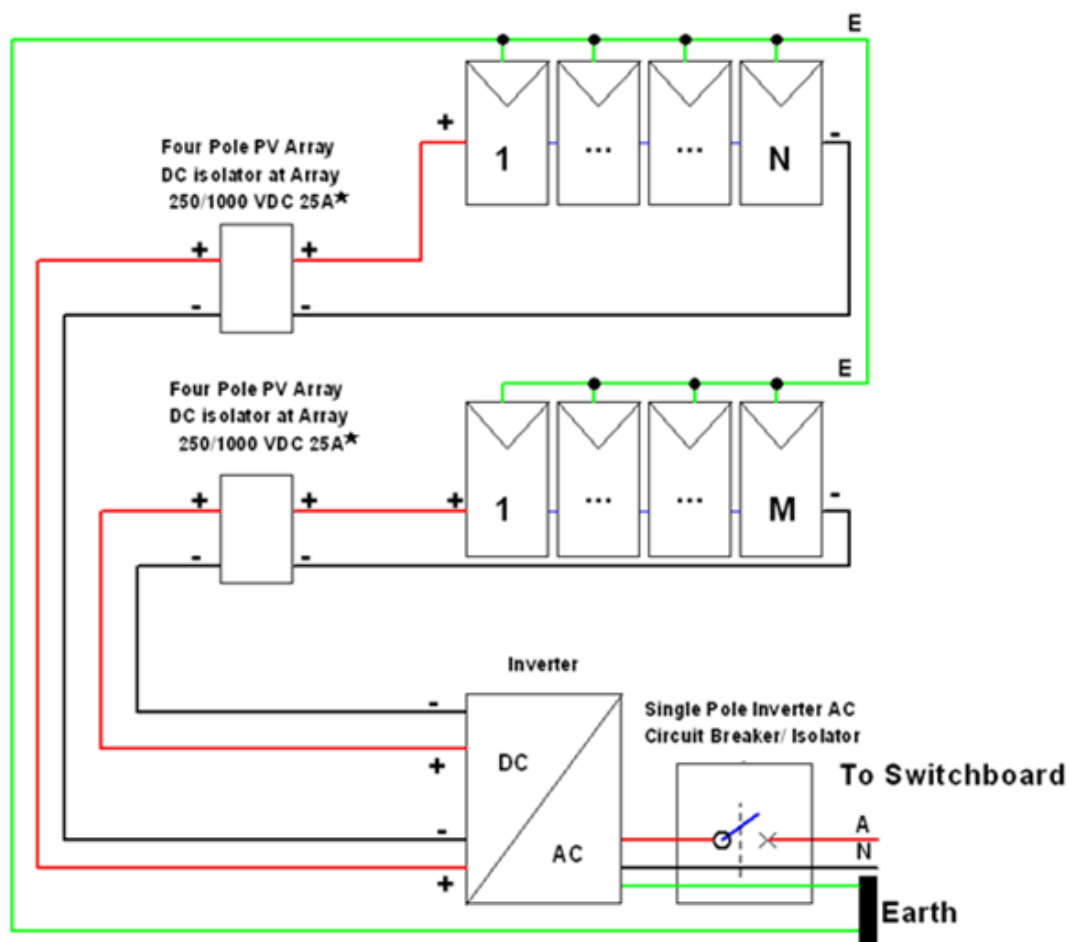 E
+
1
...
...
N
-
Four Pole PV Array
DC isolator at Array
250/1000 VDC 25A★
+
+
-
-
E
Four Pole PV Array
DC isolator at Array
250/1000 VDC 25A★
+
+
+
1
...
...
M
-
-
-
Inverter
-
+
-
+
DC
AC
Single Pole Inverter AC
Circuit Breaker/ Isolator
To Switchboard
A
N
Earth